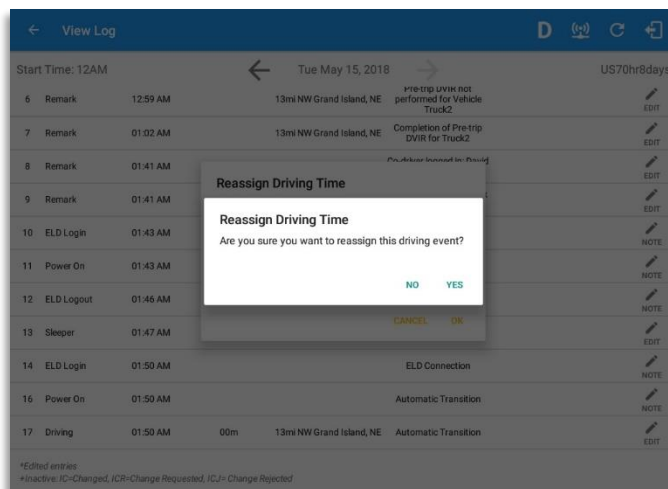 View Log
D
Start Time: 12AM
Tue May 15, 2018
US70hr8days
6 Remark 12:59 AM 13mi NW Grand Island, NE Pre-trip DVIR not performed for Vehicle Truck2 EDIT
7 Remark 01:02 AM 13mi NW Grand Island, NE Completion of Pre-trip DVIR for Truck2 EDIT
8 Remark 01:41 AM Co-driver logged in: David EDIT
Reassign Driving Time
9 Remark 01:41 AM EDIT
Reassign Driving Time
Are you sure you want to reassign this driving event?
NO YES
10 ELD Login 01:43 AM NOTE
11 Power On 01:43 AM NOTE
12 ELD Logout 01:46 AM NOTE
CANCEL OK
13 Sleeper 01:47 AM EDIT
14 ELD Login 01:50 AM ELD Connection NOTE
16 Power On 01:50 AM Automatic Transition NOTE
17 Driving 01:50 AM 00m 13mi NW Grand Island, NE Automatic Transition EDIT
*Edited entries
+Inactive: IC=Changed, ICR=Change Requested, ICJ= Change Rejected